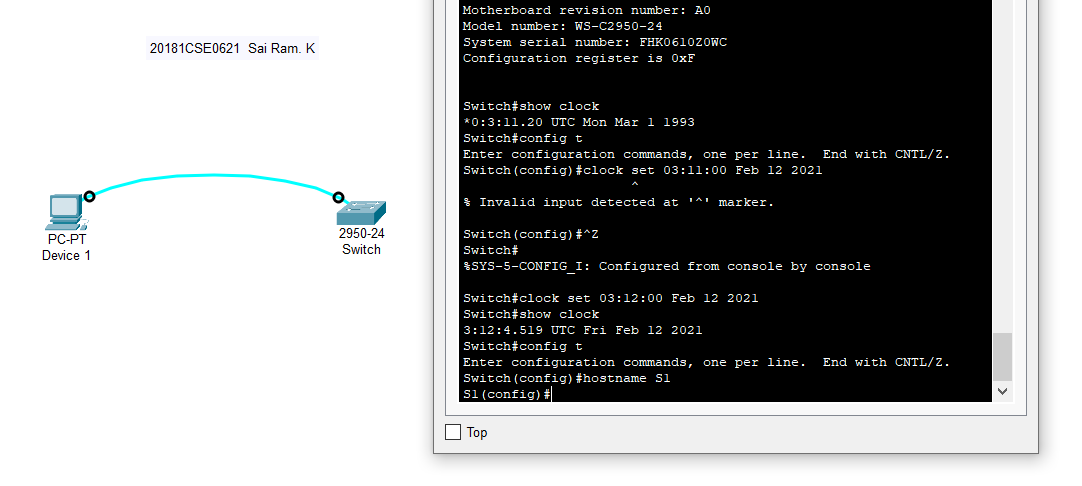 20181CSE0621 Sai Ram. K
PC-PT
Device 1
2950-24
Switch
Motherboard revision number: A0
Model number: WS-C2950-24
System serial number: FHK0610Z0WC
Configuration register is 0xF
Switch#show clock
*0:3:11.20 UTC Mon Mar 1 1993
Switch#config t
Enter configuration commands, one per line.  End with CNTL/Z.
Switch(config)#clock set 03:11:00 Feb 12 2021
^
% Invalid input detected at '^' marker.
Switch(config)#^Z
Switch#
%SYS-5-CONFIG_I: Configured from console by console
Switch#clock set 03:12:00 Feb 12 2021
Switch#show clock
3:12:4.519 UTC Fri Feb 12 2021
Switch#config t
Enter configuration commands, one per line.  End with CNTL/Z.
Switch(config)#hostname S1
S1(config)#
Top